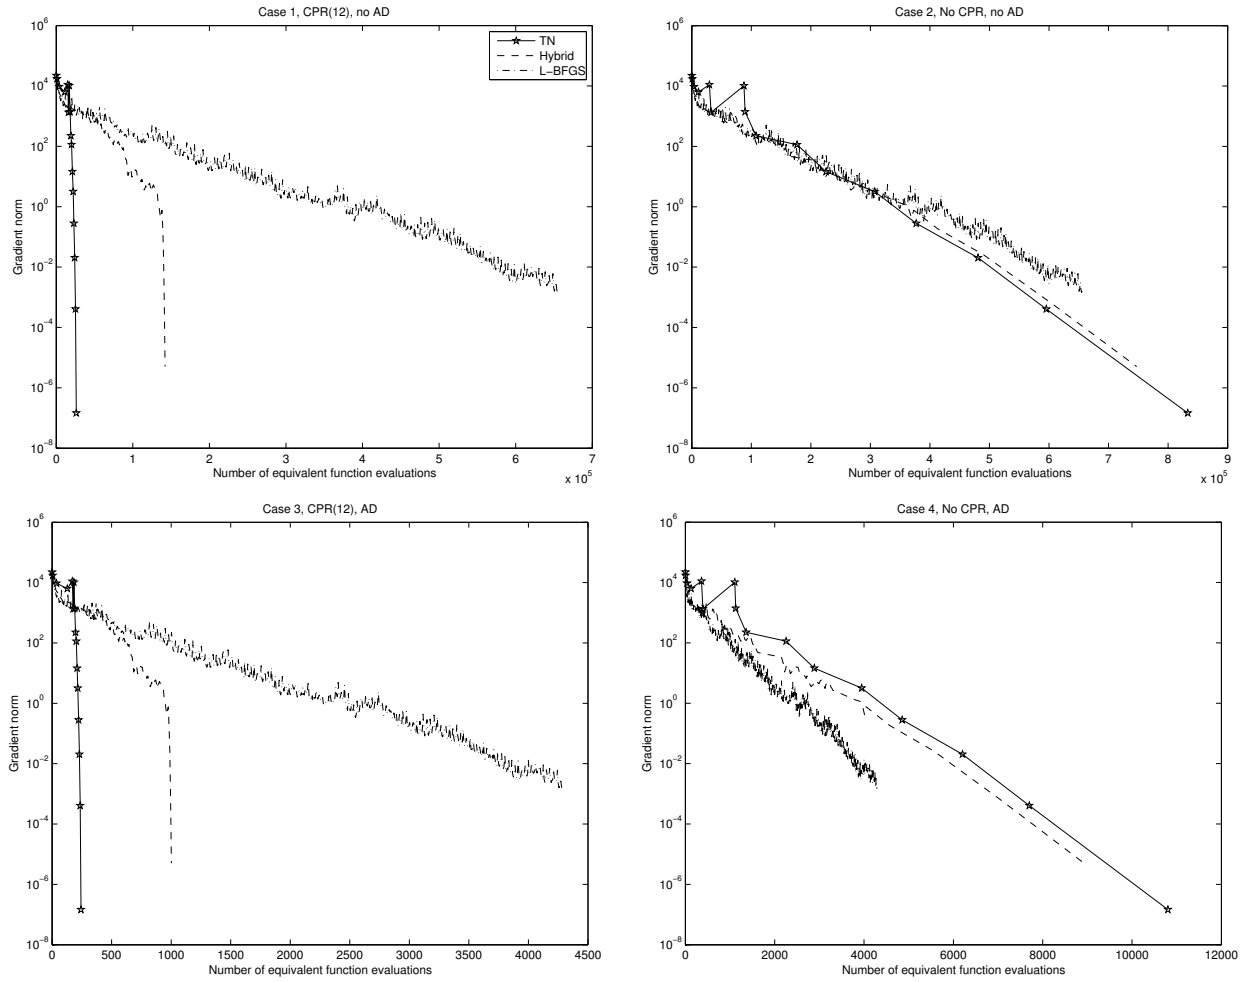 Case 1, CPR(12), no AD
10^6
10^4
10^2
10^0
10^−2
10^−4
10^−6
10^−8
Gradient norm
TN
Hybrid
L−BFGS
0 1 2 3 4 5 6 7
Number of equivalent function evaluations
x 10^5
Case 2, No CPR, no AD
10^6
10^4
10^2
10^0
10^−2
10^−4
10^−6
10^−8
Gradient norm
0 1 2 3 4 5 6 7 8 9
Number of equivalent function evaluations
x 10^5
Case 3, CPR(12), AD
10^6
10^4
10^2
10^0
10^−2
10^−4
10^−6
10^−8
Gradient norm
0 500 1000 1500 2000 2500 3000 3500 4000 4500
Number of equivalent function evaluations
Case 4, No CPR, AD
10^6
10^4
10^2
10^0
10^−2
10^−4
10^−6
10^−8
Gradient norm
0 2000 4000 6000 8000 10000 12000
Number of equivalent function evaluations